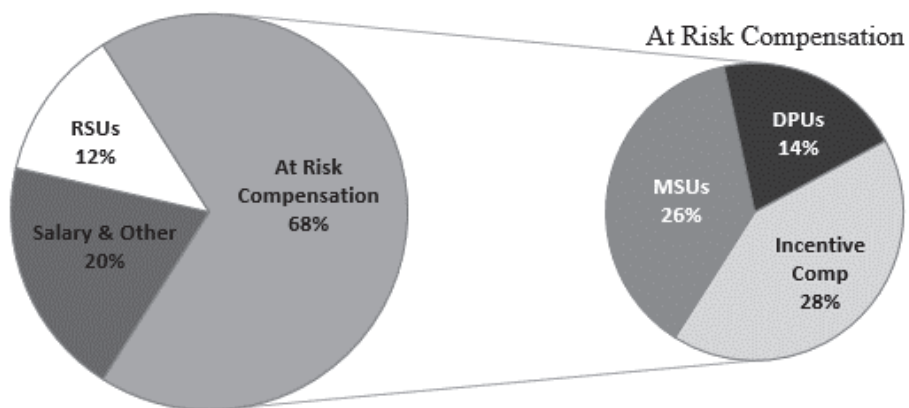 At Risk Compensation
RSUs
12%
At Risk
Compensation
68%
Salary & Other
20%
DPUs
14%
MSUs
26%
Incentive
Comp
28%